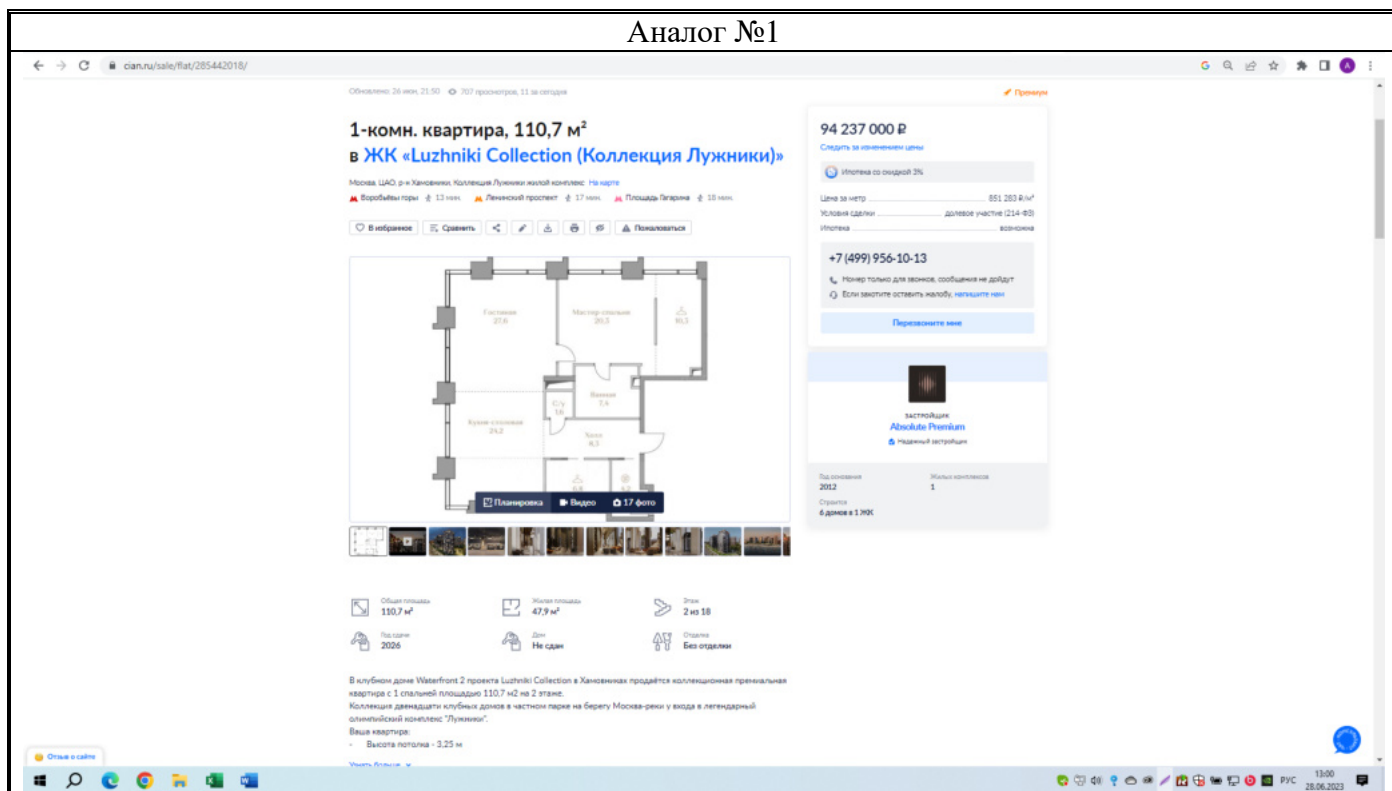 Аналог №1
cian.ru/sale/flat/285442018/
Обновлено: 26 июн, 21:50 707 просмотров, 11 за сегодня
Премиум
1-комн. квартира, 110,7 м²
в ЖК «Luzhniki Collection (Коллекция Лужники)»
Москва, ЦАО, р-н Хамовники, Коллекция Лужники жилой комплекс На карте
Воробьёвы горы 13 мин. Ленинский проспект 17 мин. Площадь Гагарина 18 мин.
В избранное Сравнить Пожаловаться
94 237 000 ₽
Следить за изменением цены
Ипотека со скидкой 3%
Цена за метр 851 283 ₽/м²
Условия сделки долевое участие (214-ФЗ)
Ипотека возможна
+7 (499) 956-10-13
Номер только для звонков, сообщения не дойдут
Если захотите оставить жалобу, напишите нам
Перезвоните мне
Гостиная
27,6
Мастер-спальня
20,3
10,3
Ванная
7,4
С/у
1,6
Кухня-столовая
24,2
Холл
8,3
6,8
4,2
Планировка Видео 17 фото
ЗАСТРОЙЩИК
Absolute Premium
Надежный застройщик
Год основания
2012
Жилых комплексов
1
Строится
6 домов в 1 ЖК
Общая площадь
110,7 м²
Жилая площадь
47,9 м²
Этаж
2 из 18
Год сдачи
2026
Дом
Не сдан
Отделка
Без отделки
В клубном доме Waterfront 2 проекта Luzhniki Collection в Хамовниках продаётся коллекционная премиальная
квартира с 1 спальней площадью 110.7 м2 на 2 этаже.
Коллекция двенадцати клубных домов в частном парке на берегу Москва-реки у входа в легендарный
олимпийский комплекс "Лужники".
Ваша квартира:
- Высота потолка - 3,25 м
Узнать больше
Отзыв о сайте
РУС
13:00
28.06.2023